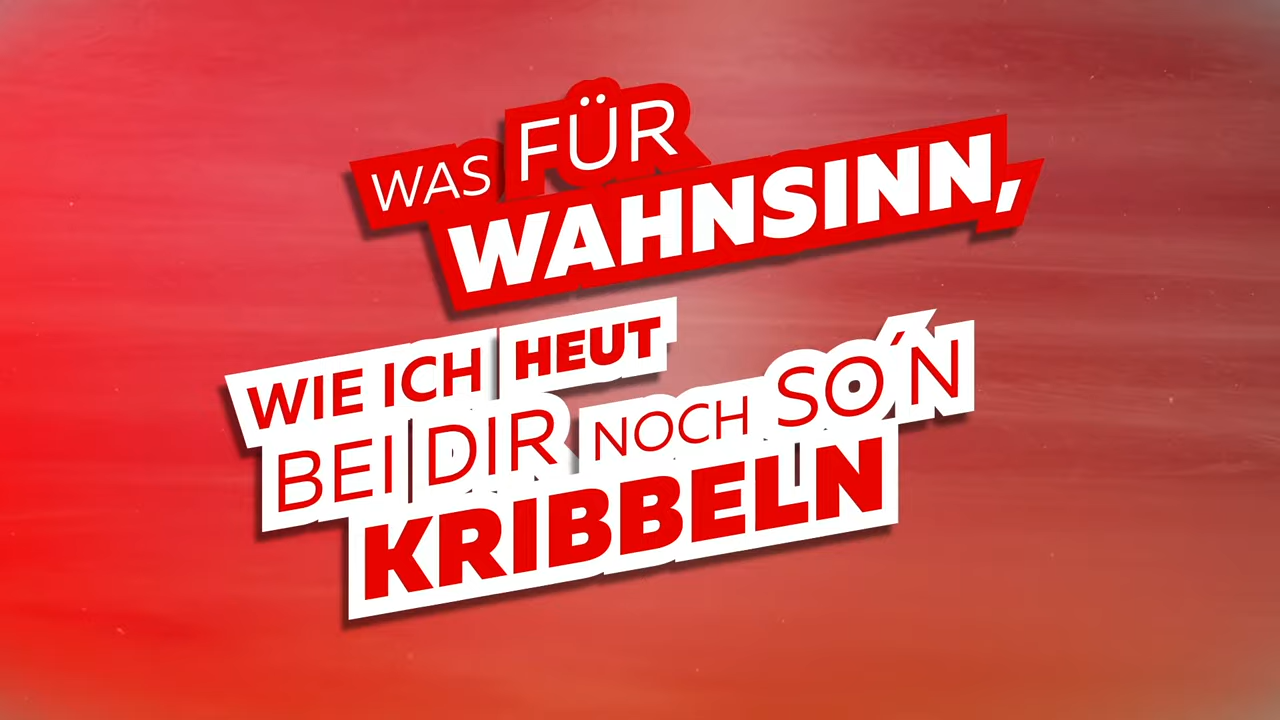 WAS FÜR
WAHNSINN,
WIE ICH HEUT
BEI DIR NOCH SO´N
KRIBBELN